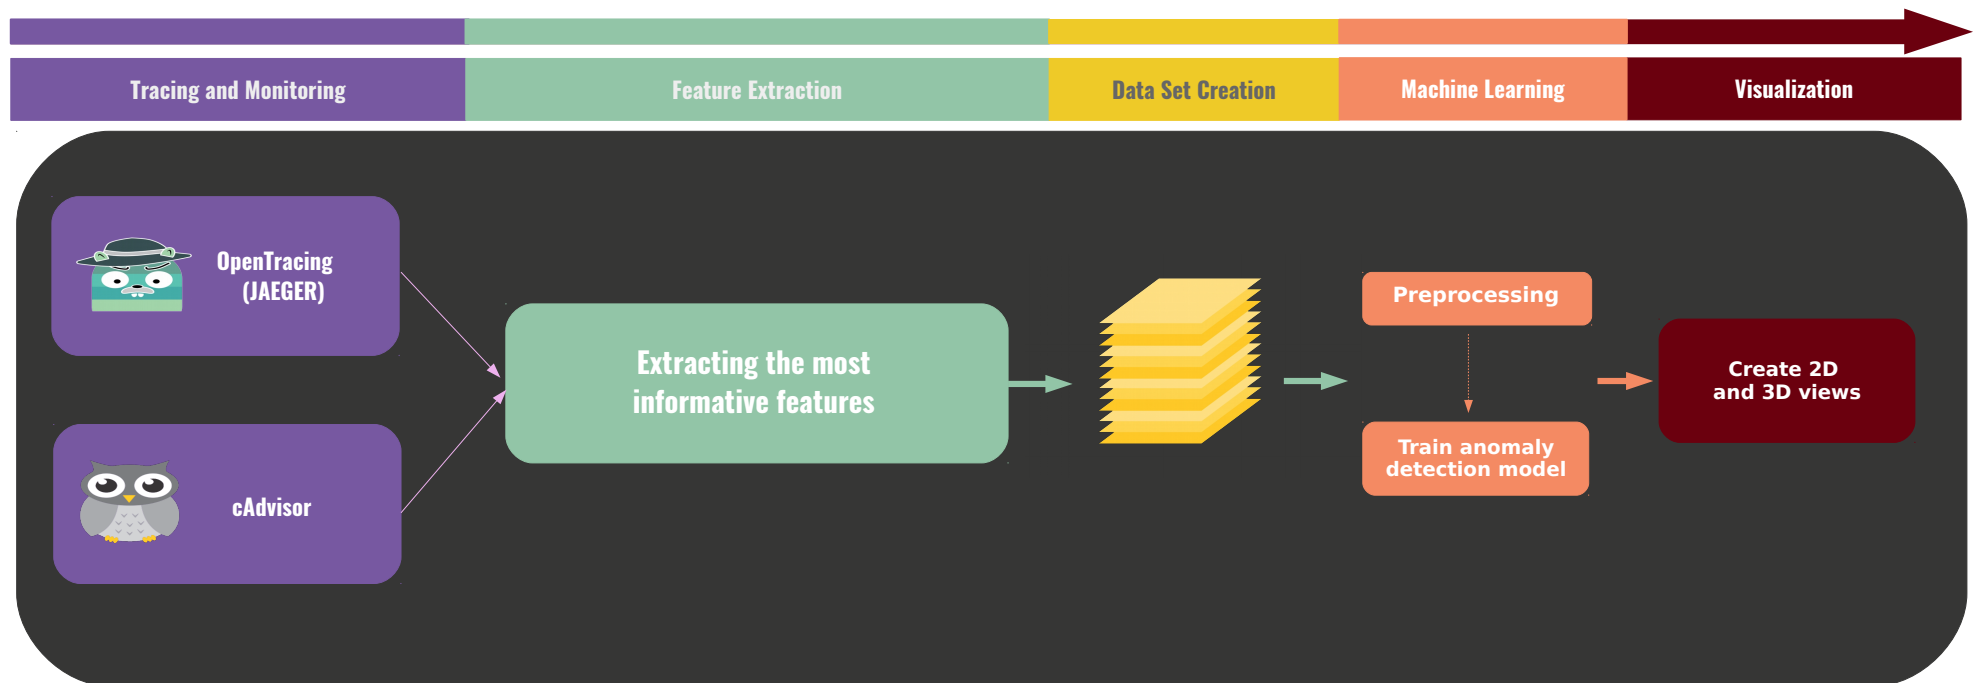 Tracing and Monitoring
Feature Extraction
Data Set Creation
Machine Learning
Visualization
OpenTracing
(JAEGER)
cAdvisor
Extracting the most
informative features
Preprocessing
Train anomaly
detection model
Create 2D
and 3D views